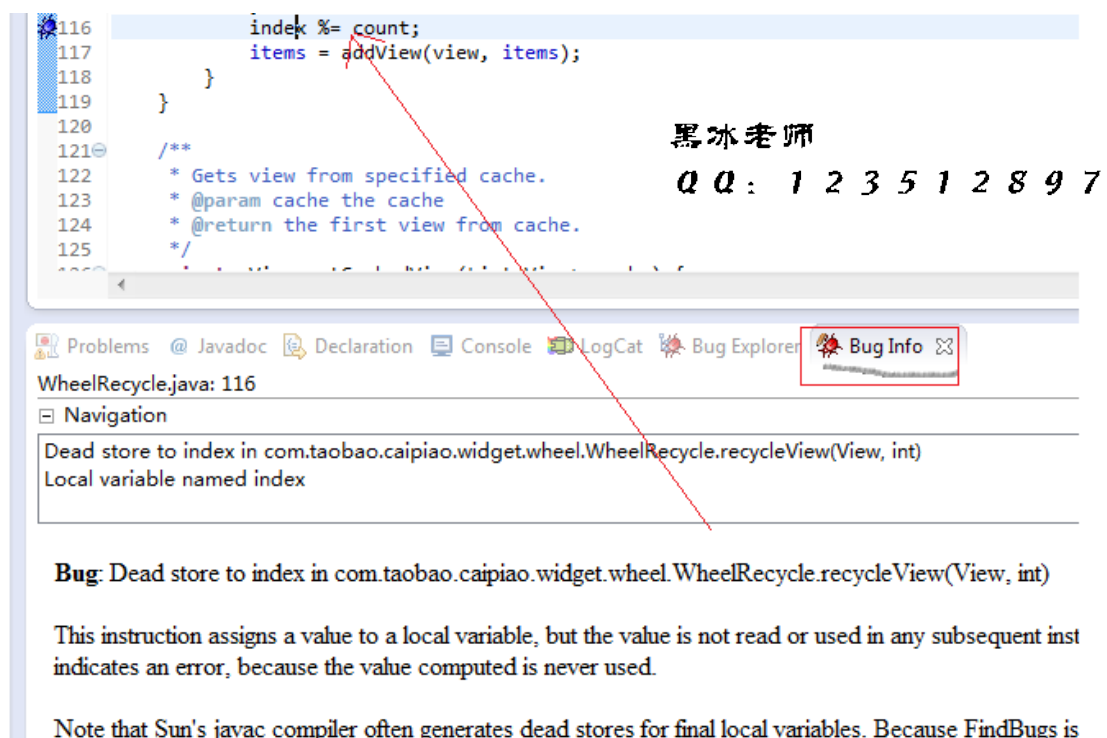 116 index %= count;
117 items = addView(view, items);
118 }
119 }
120
121 /**
122 * Gets view from specified cache.
123 * @param cache the cache
124 * @return the first view from cache.
125 */
黑冰老师
QQ：123512897
Problems @ Javadoc Declaration Console LogCat Bug Explorer Bug Info
WheelRecycle.java: 116
Navigation
Dead store to index in com.taobao.caipiao.widget.wheel.WheelRecycle.recycleView(View, int)
Local variable named index
Bug: Dead store to index in com.taobao.caipiao.widget.wheel.WheelRecycle.recycleView(View, int)
This instruction assigns a value to a local variable, but the value is not read or used in any subsequent inst
indicates an error, because the value computed is never used.
Note that Sun's javac compiler often generates dead stores for final local variables. Because FindBugs is